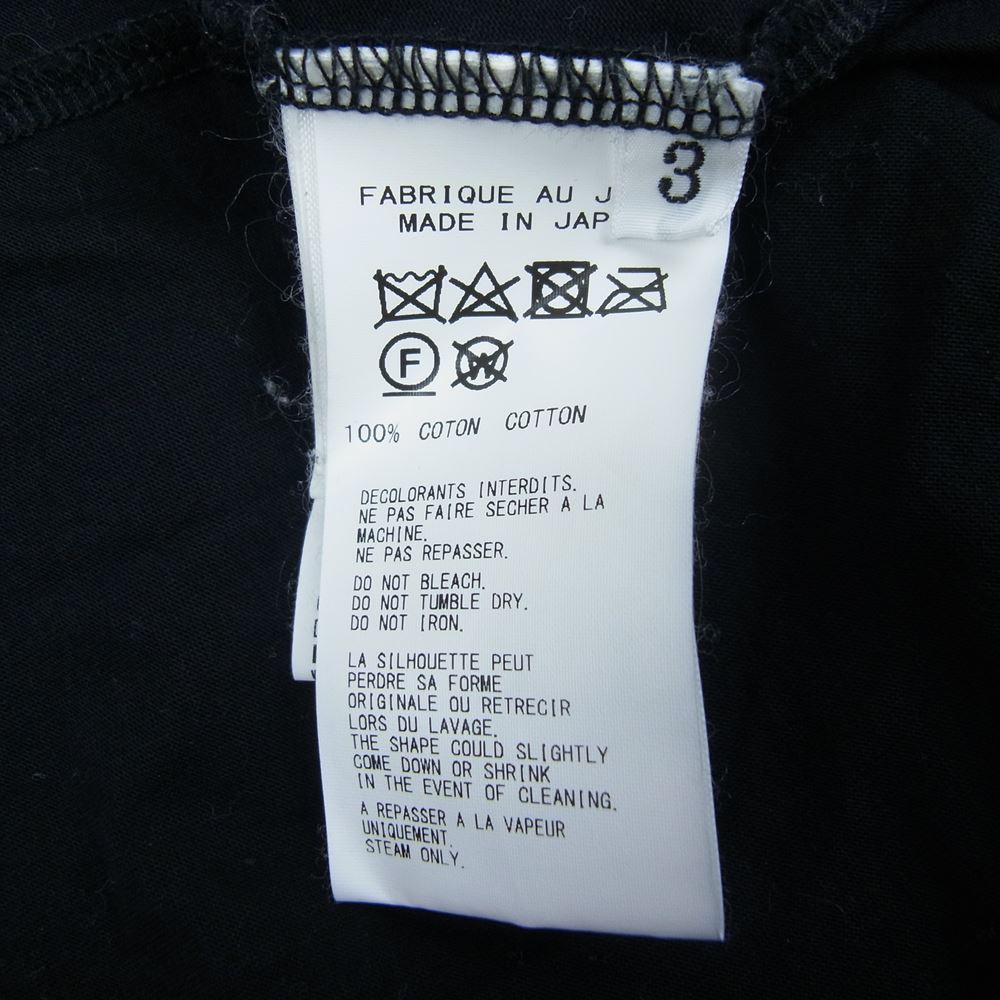 3
FABRIQUE AU J
MADE IN JAP
F
W
100% COTON COTTON
DECOLORANTS INTERDITS.
NE PAS FAIRE SECHER A LA
MACHINE.
NE PAS REPASSER.
DO NOT BLEACH.
DO NOT TUMBLE DRY.
DO NOT IRON.
LA SILHOUETTE PEUT
PERDRE SA FORME
ORIGINALE OU RETRECIR
LORS DU LAVAGE.
THE SHAPE COULD SLIGHTLY
COME DOWN OR SHRINK
IN THE EVENT OF CLEANING.
A REPASSER A LA VAPEUR
UNIQUEMENT.
STEAM ONLY.